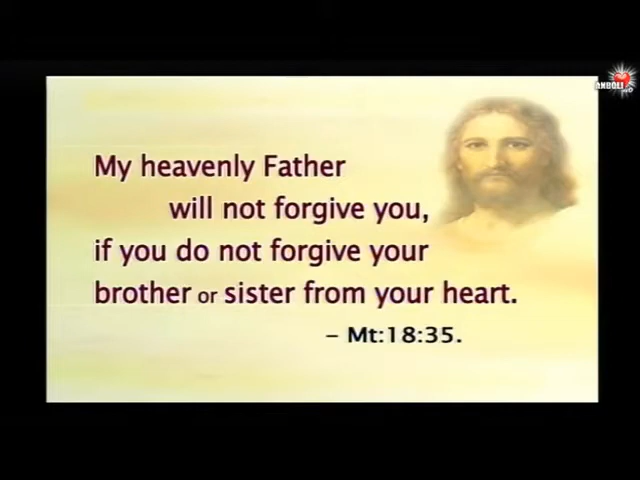 My heavenly Father
will not forgive you,
if you do not forgive your
brother or sister from your heart.
– Mt:18:35.